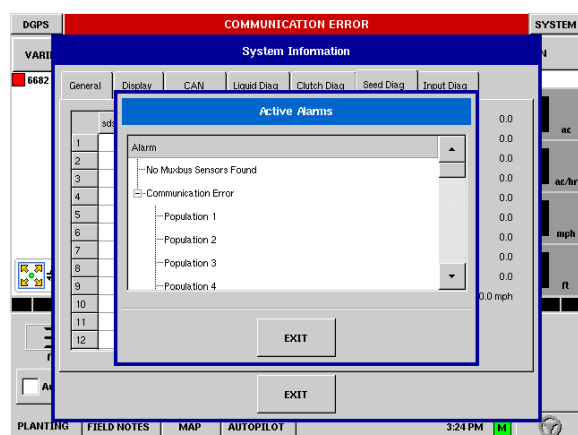 DGPS COMMUNICATION ERROR SYSTEM
System Information
6682
General Display CAN Liquid Diag Clutch Diag Seed Diag Input Diag
Active Alarms
Alarm
No Muxbus Sensors Found
Communication Error
Population 1
Population 2
Population 3
Population 4
EXIT
1
2
3
4
5
6
7
8
9
10
11
12
0.0
0.0
0.0
0.0
0.0
0.0
0.0
0.0
0.0
0.0 mph
ac
ac/hr
mph
ft
EXIT
PLANTING FIELD NOTES MAP AUTOPILOT 3:24 PM M